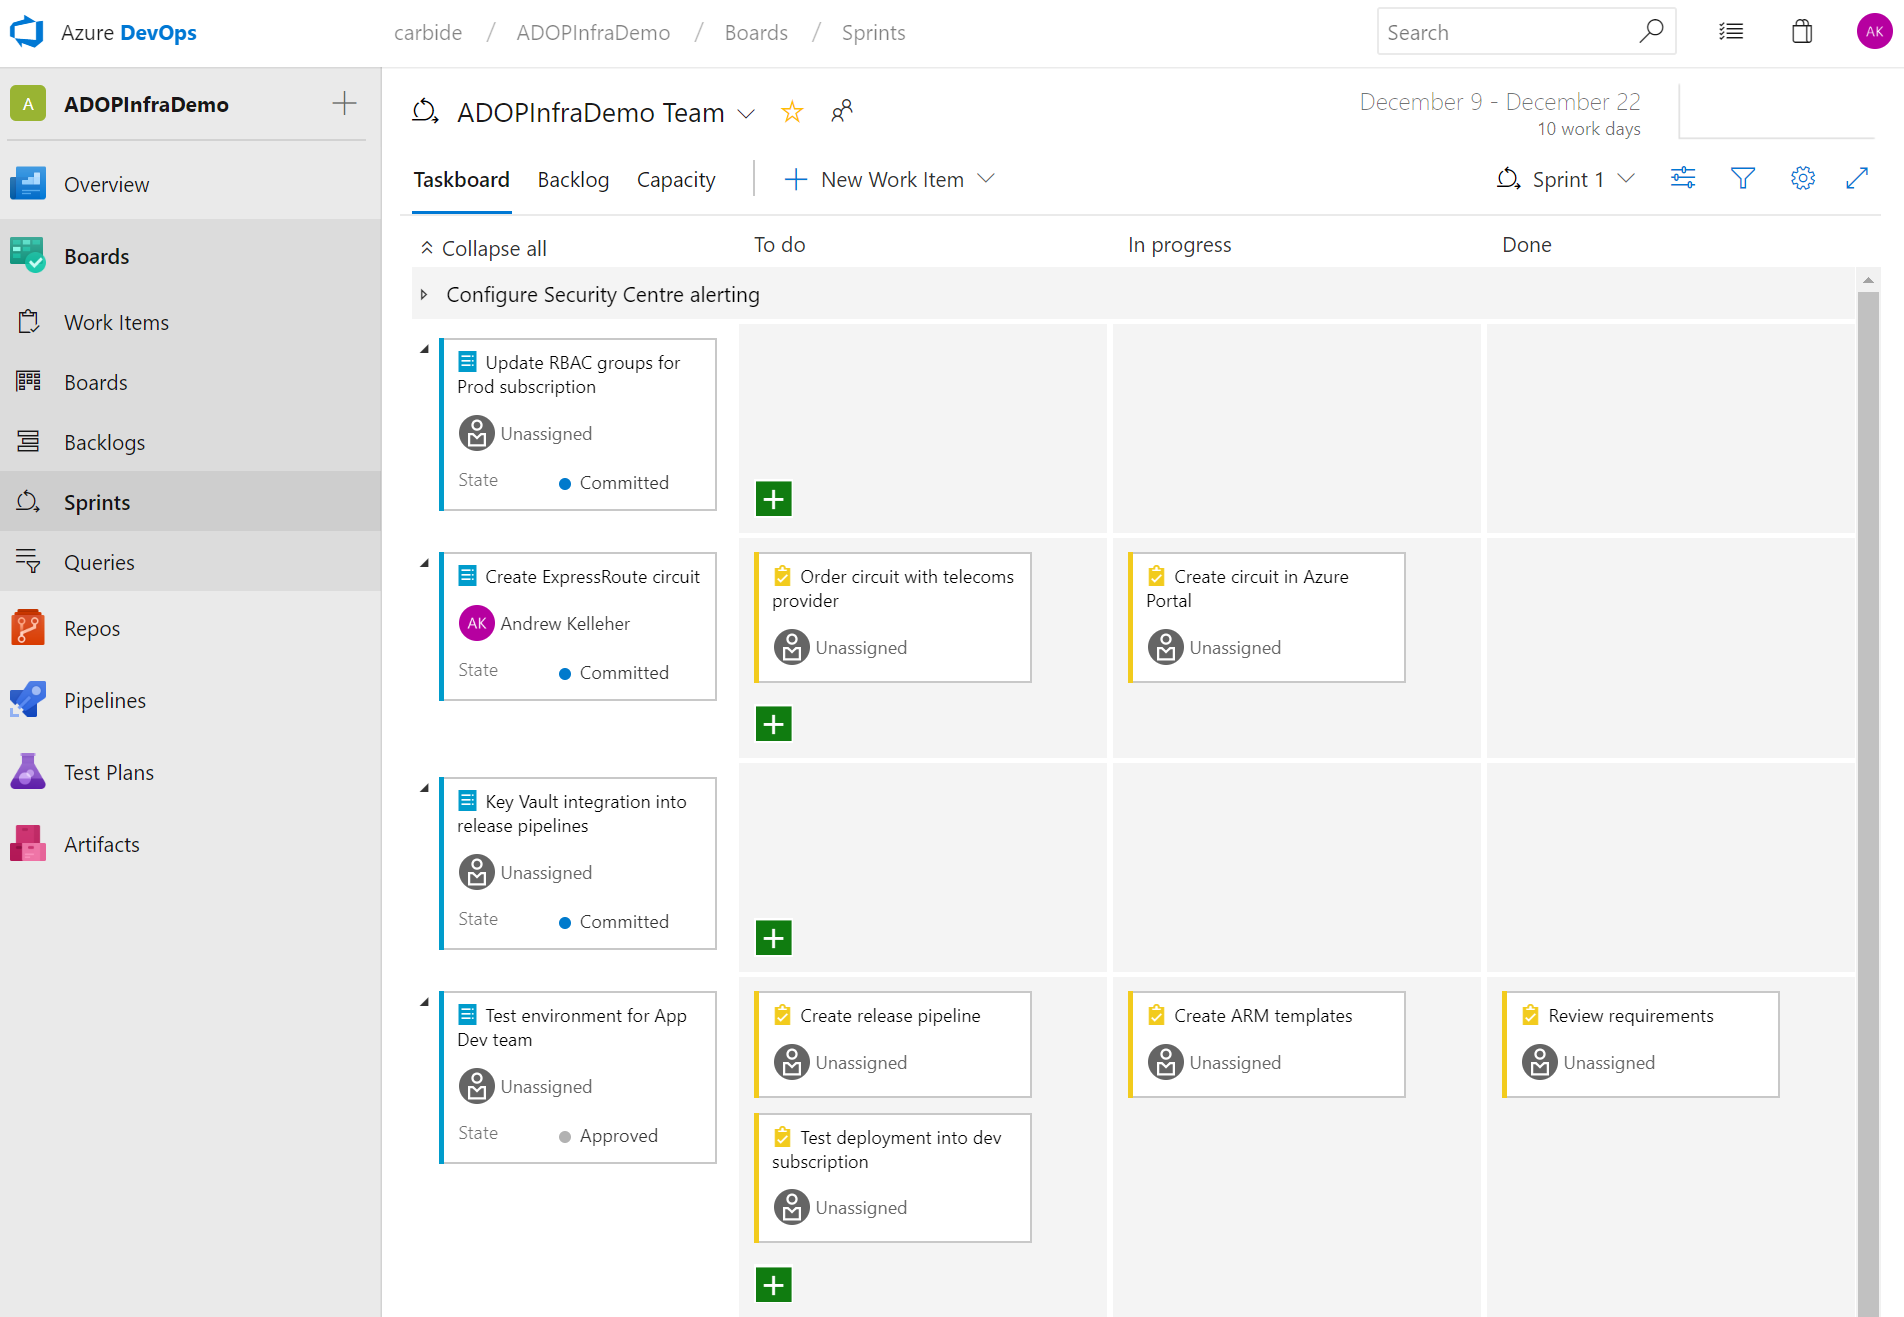 Azure DevOps
carbide / ADOPInfraDemo / Boards / Sprints
Search
AK
A
ADOPInfraDemo
Overview
Boards
Work Items
Boards
Backlogs
Sprints
Queries
Repos
Pipelines
Test Plans
Artifacts
ADOPInfraDemo Team
December 9 - December 22
10 work days
Taskboard Backlog Capacity
New Work Item
Sprint 1
Collapse all
To do
In progress
Done
Configure Security Centre alerting
Update RBAC groups for
Prod subscription
Unassigned
State Committed
Create ExpressRoute circuit
AK Andrew Kelleher
State Committed
Order circuit with telecoms
provider
Unassigned
Create circuit in Azure
Portal
Unassigned
Key Vault integration into
release pipelines
Unassigned
State Committed
Test environment for App
Dev team
Unassigned
State Approved
Create release pipeline
Unassigned
Test deployment into dev
subscription
Unassigned
Create ARM templates
Unassigned
Review requirements
Unassigned